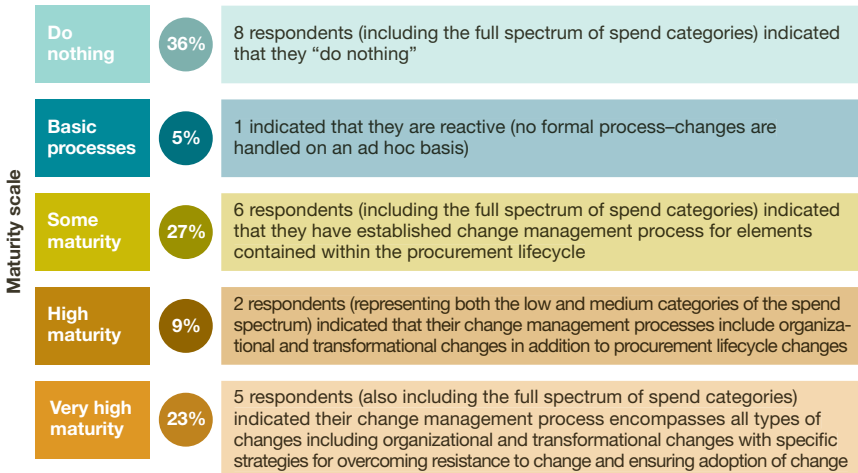 Maturity scale
Do
nothing
36%
8 respondents (including the full spectrum of spend categories) indicated
that they “do nothing”
Basic
processes
5%
1 indicated that they are reactive (no formal process–changes are
handled on an ad hoc basis)
Some
maturity
27%
6 respondents (including the full spectrum of spend categories) indicated
that they have established change management process for elements
contained within the procurement lifecycle
High
maturity
9%
2 respondents (representing both the low and medium categories of the spend
spectrum) indicated that their change management processes include organiza-
tional and transformational changes in addition to procurement lifecycle changes
Very high
maturity
23%
5 respondents (also including the full spectrum of spend categories)
indicated their change management process encompasses all types of
changes including organizational and transformational changes with specific
strategies for overcoming resistance to change and ensuring adoption of change